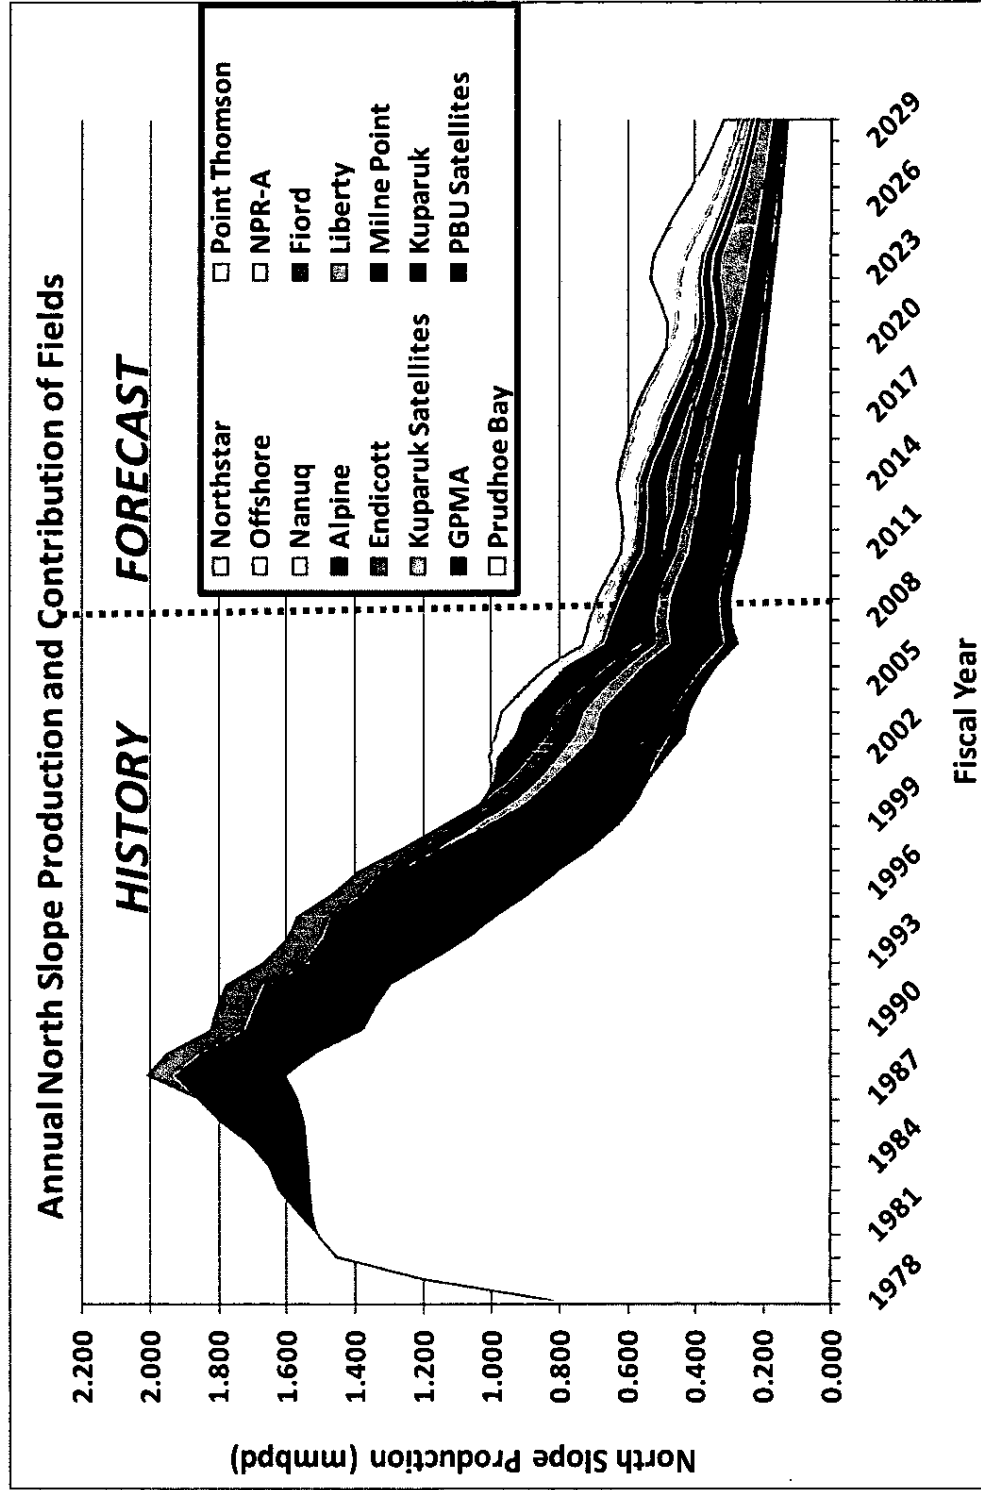 Annual North Slope Production and Contribution of Fields
HISTORY
FORECAST
Northstar
Point Thomson
Offshore
NPR-A
Nanuq
Fiord
Alpine
Liberty
Endicott
Milne Point
Kuparuk Satellites
Kuparuk
GPMA
PBU Satellites
Prudhoe Bay
North Slope Production (mmbpd)
2.200
2.000
1.800
1.600
1.400
1.200
1.000
0.800
0.600
0.400
0.200
0.000
1978
1981
1984
1987
1990
1993
1996
1999
2002
2005
2008
2011
2014
2017
2020
2023
2026
2029
Fiscal Year